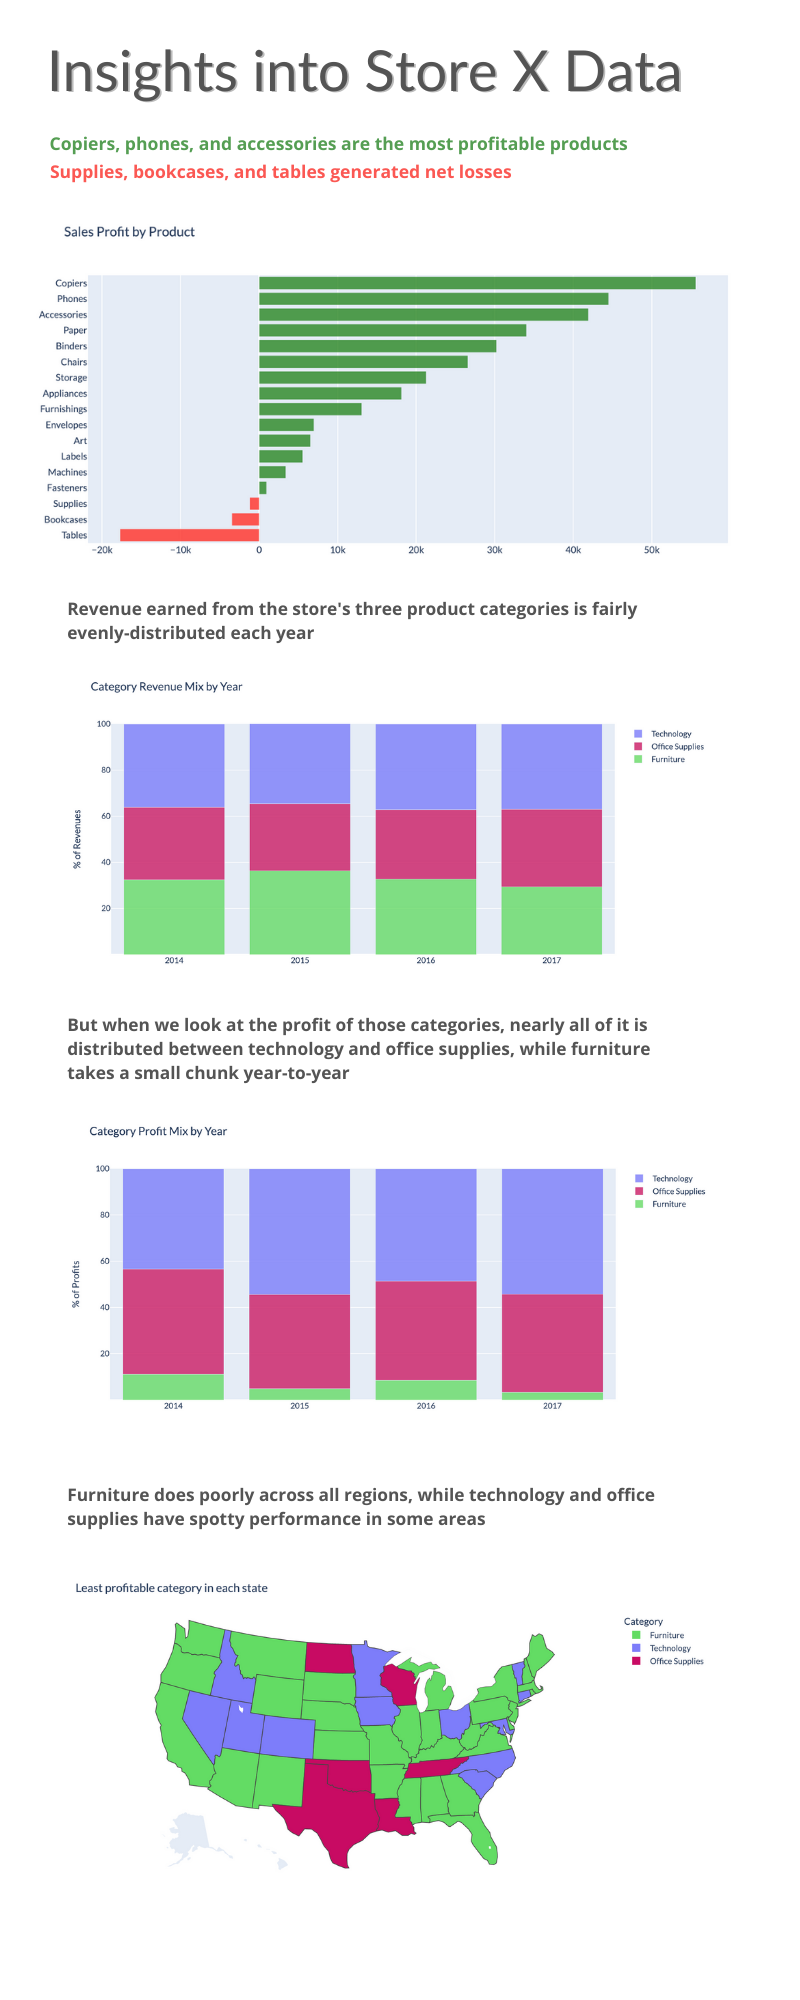 Insights into Store X Data
Copiers, phones, and accessories are the most profitable products
Supplies, bookcases, and tables generated net losses
Sales Profit by Product
Copiers
Phones
Accessories
Paper
Binders
Chairs
Storage
Appliances
Furnishings
Envelopes
Art
Labels
Machines
Fasteners
Supplies
Bookcases
Tables
−20k −10k 0 10k 20k 30k 40k 50k
Revenue earned from the store's three product categories is fairly
evenly-distributed each year
Category Revenue Mix by Year
100
80
60
40
20
% of Revenues
2014 2015 2016 2017
Technology
Office Supplies
Furniture
But when we look at the profit of those categories, nearly all of it is
distributed between technology and office supplies, while furniture
takes a small chunk year-to-year
Category Profit Mix by Year
100
80
60
40
20
% of Profits
2014 2015 2016 2017
Technology
Office Supplies
Furniture
Furniture does poorly across all regions, while technology and office
supplies have spotty performance in some areas
Least profitable category in each state
Category
Furniture
Technology
Office Supplies